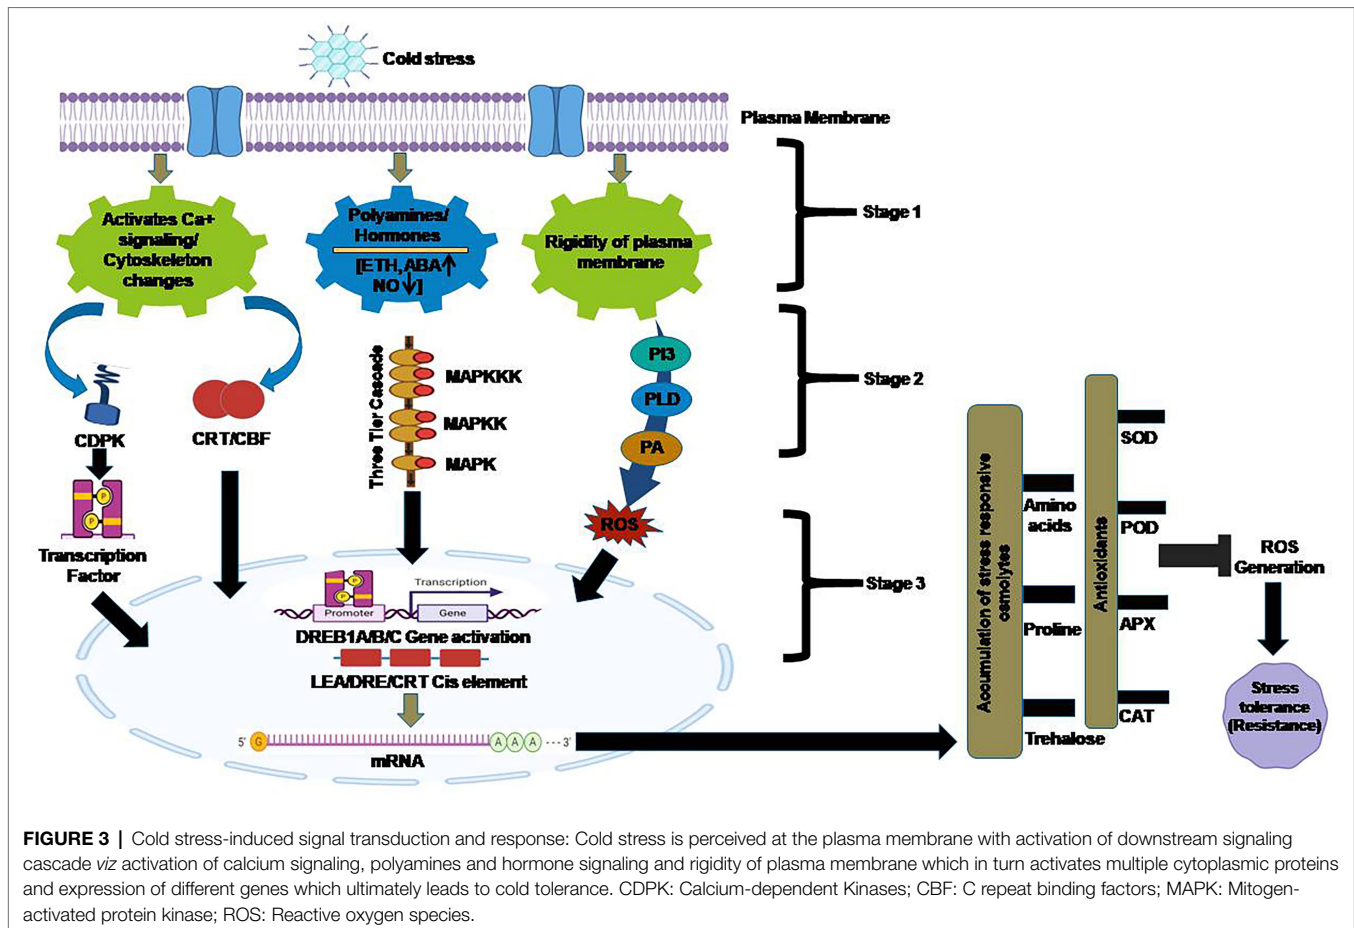 Cold stress
Plasma Membrane
Activates Ca+
signaling/
Cytoskeleton
changes
Polyamines/
Hormones
[ETH,ABA↑
NO↓]
Rigidity of plasma
membrane
Stage 1
CDPK
CRT/CBF
Three Tier Cascade
MAPKKK
MAPKK
MAPK
PI3
PLD
PA
ROS
Stage 2
P
P
Transcription
Factor
Transcription
Promoter
Gene
DREB1A/B/C Gene activation
LEA/DRE/CRT Cis element
5'
G
A A A
3'
mRNA
Stage 3
Accumulation of stress responsive
osmolytes
Amino
acids
Proline
Trehalose
Antioxidants
SOD
POD
APX
CAT
ROS
Generation
Stress
tolerance
(Resistance)
FIGURE 3 | Cold stress-induced signal transduction and response: Cold stress is perceived at the plasma membrane with activation of downstream signaling
cascade viz activation of calcium signaling, polyamines and hormone signaling and rigidity of plasma membrane which in turn activates multiple cytoplasmic proteins
and expression of different genes which ultimately leads to cold tolerance. CDPK: Calcium-dependent Kinases; CBF: C repeat binding factors; MAPK: Mitogen-
activated protein kinase; ROS: Reactive oxygen species.